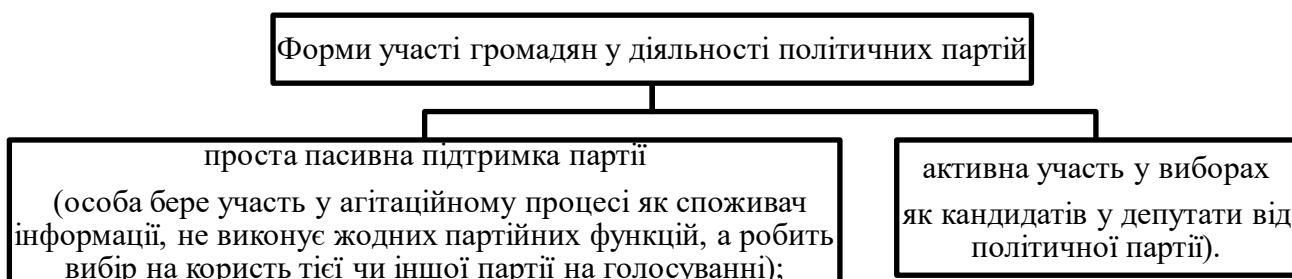 Форми участі громадян у діяльності політичних партій
проста пасивна підтримка партії
(особа бере участь у агітаційному процесі як споживач
інформації, не виконує жодних партійних функцій, а робить
вибір на користь тієї чи іншої партії на голосуванні);
активна участь у виборах
як кандидатів у депутати від
політичної партії).